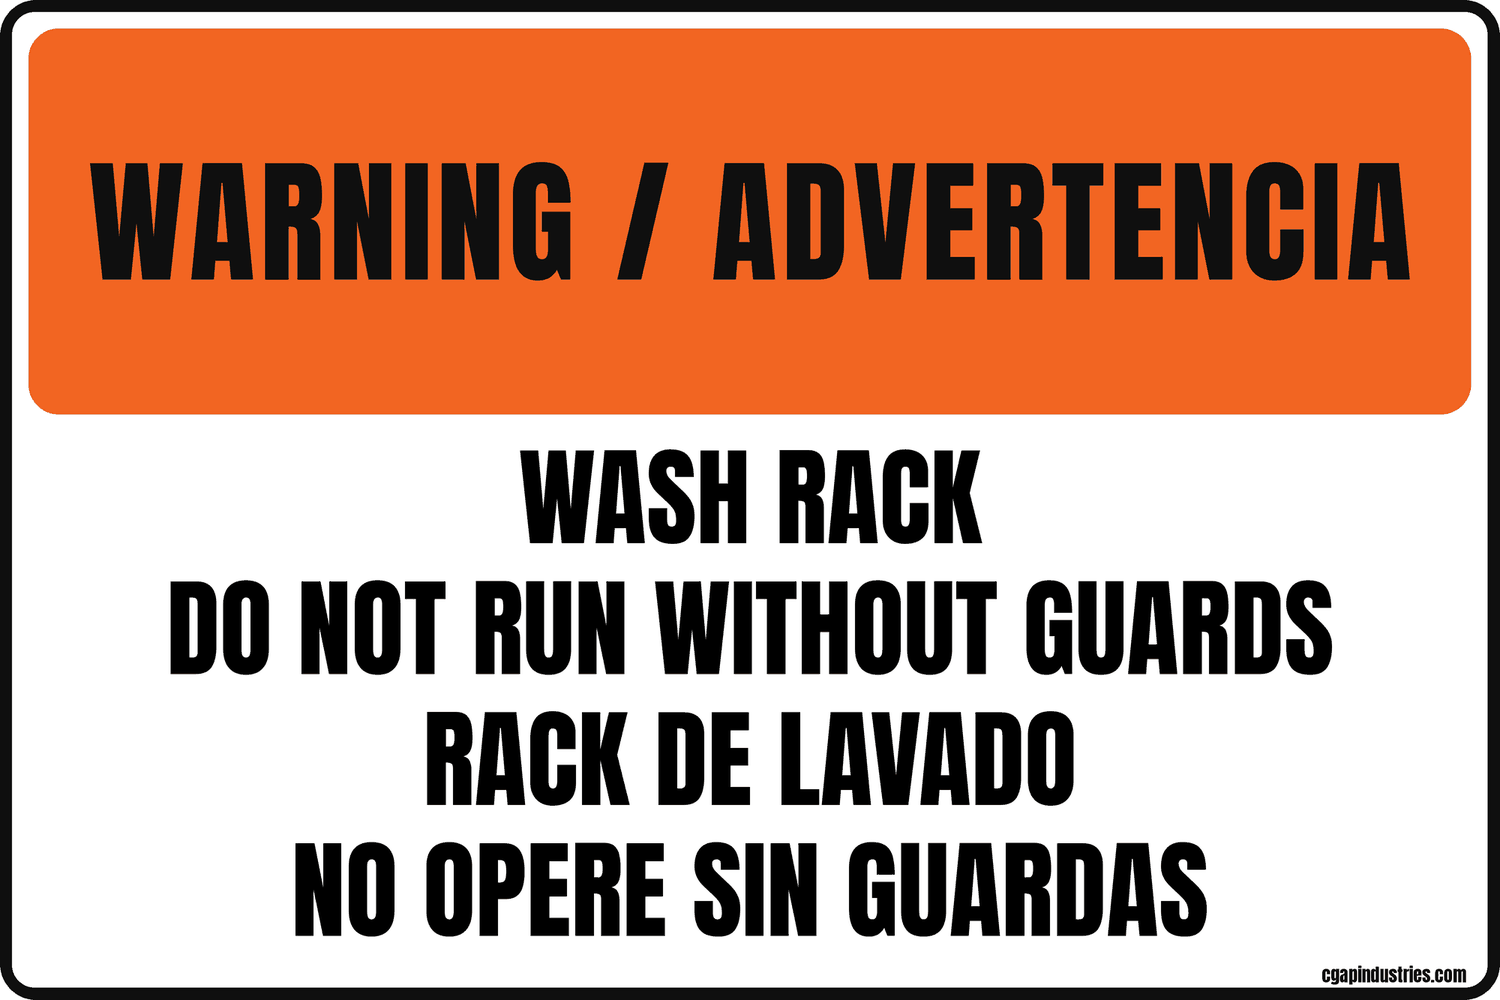 WARNING / ADVERTENCIA
WASH RACK
DO NOT RUN WITHOUT GUARDS
RACK DE LAVADO
NO OPERE SIN GUARDAS
cgapindustries.com